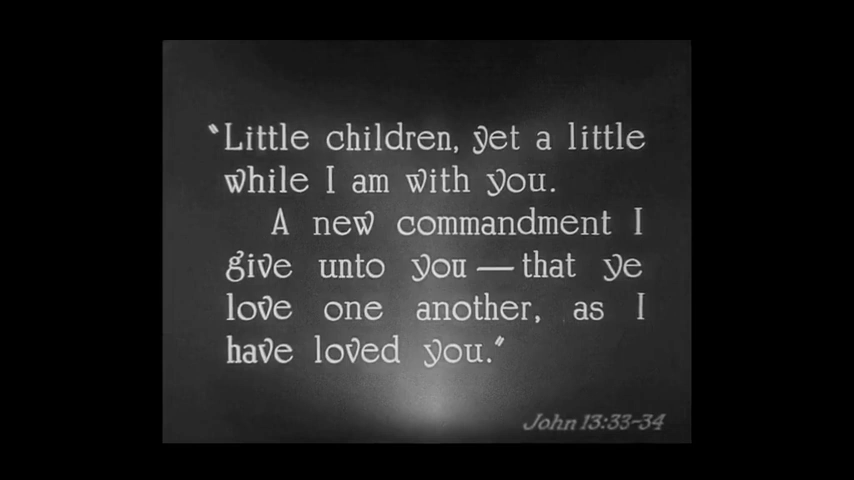 “Little children, yet a little
while I am with you.
A new commandment I
give unto you — that ye
love one another, as I
have loved you.”
John 13:33-34